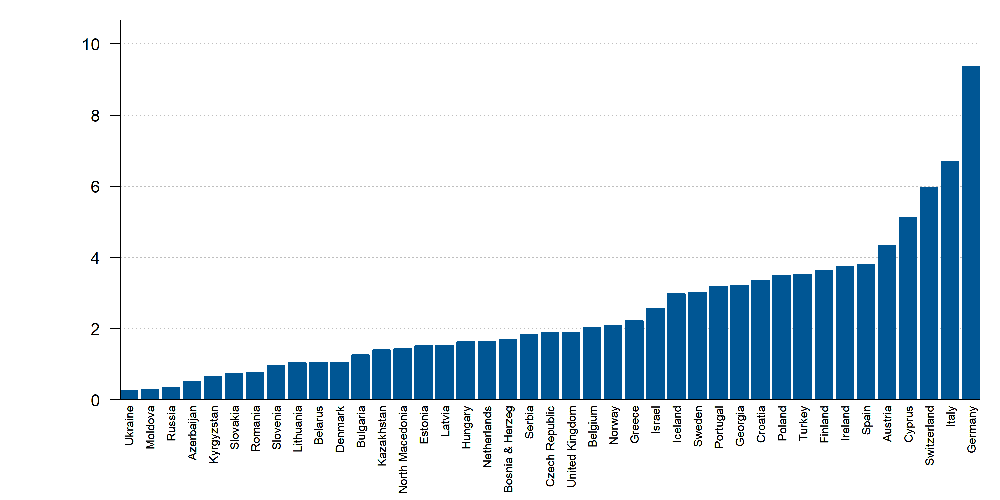 10
8
6
4
2
0
Ukraine
Moldova
Russia
Azerbaijan
Kyrgyzstan
Slovakia
Romania
Slovenia
Lithuania
Belarus
Denmark
Bulgaria
Kazakhstan
North Macedonia
Estonia
Latvia
Hungary
Netherlands
Bosnia & Herzeg
Serbia
Czech Republic
United Kingdom
Belgium
Norway
Greece
Israel
Iceland
Sweden
Portugal
Georgia
Croatia
Poland
Turkey
Finland
Ireland
Spain
Austria
Cyprus
Switzerland
Italy
Germany